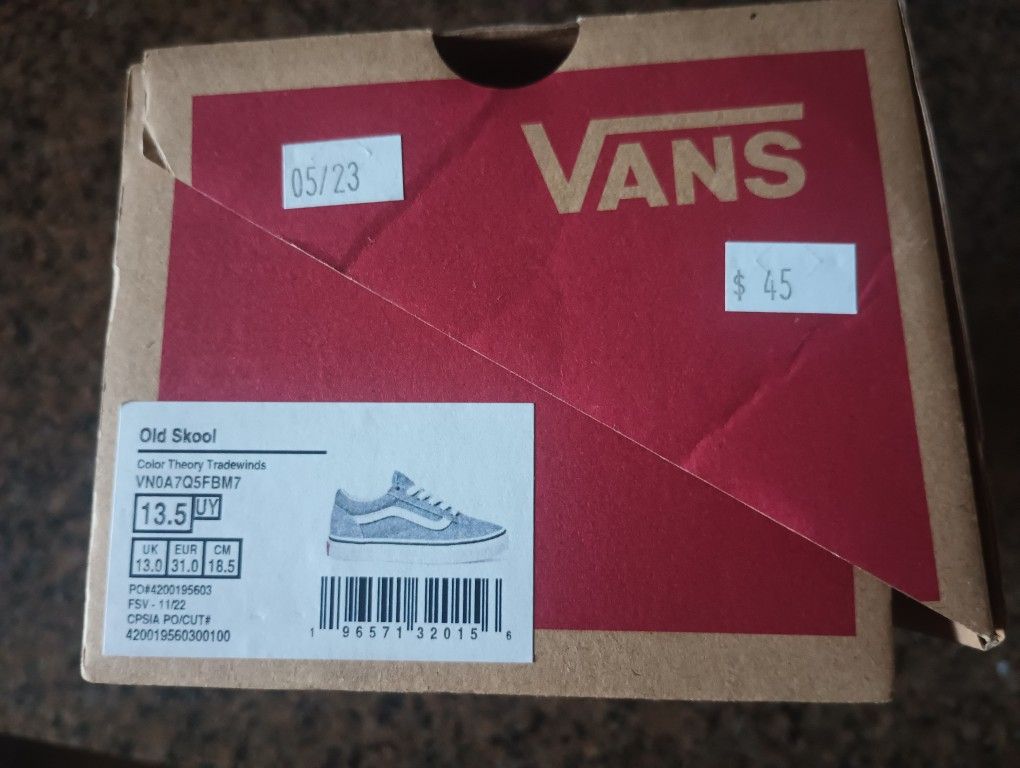 VANS
05/23
$ 45
Old Skool
Color Theory Tradewinds
VN0A7Q5FBM7
13.5 UY
UK EUR CM
13.0 31.0 18.5
PO#4200195603
FSV - 11/22
CPSIA PO/CUT#
420019560300100
1 96571 32015 6